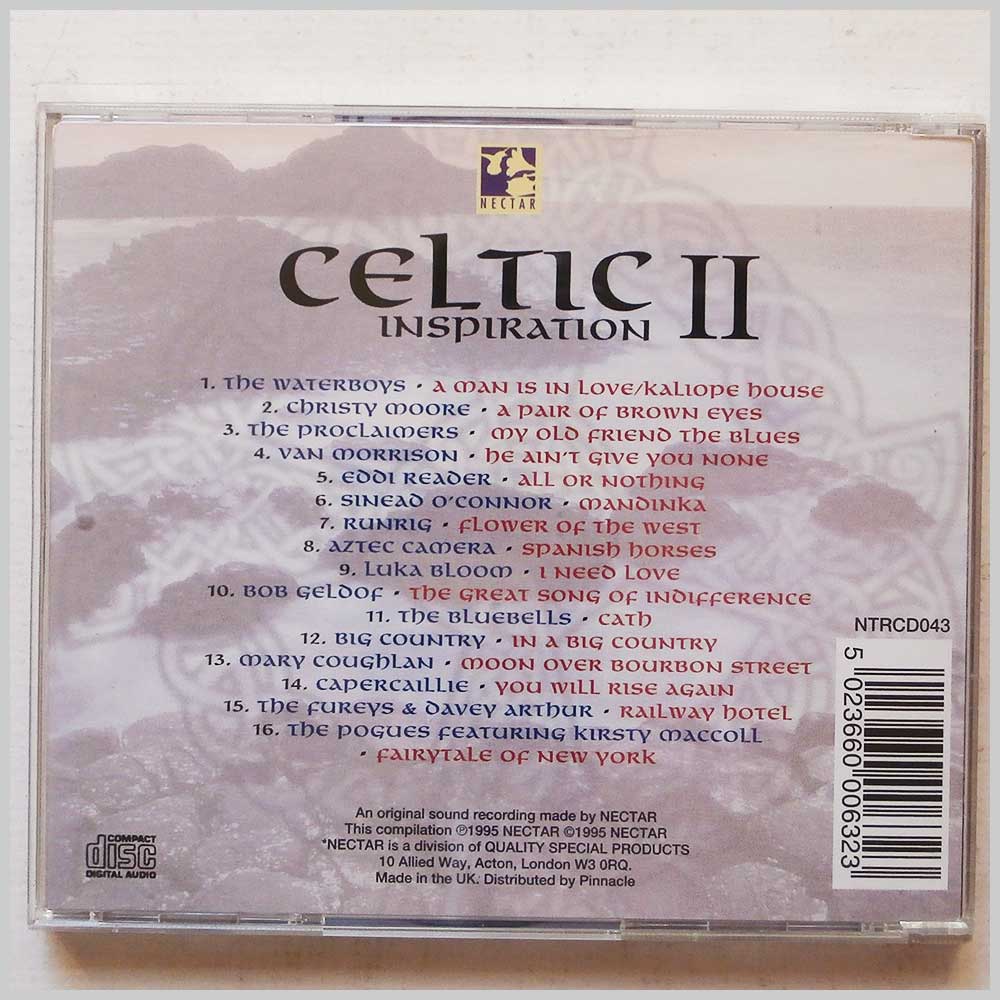 NECTAR
CELTIC II
INSPIRATION
1. THE WATERBOYS · A MAN IS IN LOVE/KALIOPE HOUSE
2. CHRISTY MOORE · A PAIR OF BROWN EYES
3. THE PROCLAIMERS · MY OLD FRIEND THE BLUES
4. VAN MORRISON · HE AIN'T GIVE YOU NONE
5. EDDI READER · ALL OR NOTHING
6. SINEAD O'CONNOR · MANDINKA
7. RUNRIG · FLOWER OF THE WEST
8. AZTEC CAMERA · SPANISH HORSES
9. LUKA BLOOM · I NEED LOVE
10. BOB GELDOF · THE GREAT SONG OF INDIFFERENCE
11. THE BLUEBELLS · CATH
12. BIG COUNTRY · IN A BIG COUNTRY
13. MARY COUGHLAN · MOON OVER BOURBON STREET
14. CAPERCAILLIE · YOU WILL RISE AGAIN
15. THE FUREYS & DAVEY ARTHUR · RAILWAY HOTEL
16. THE POGUES FEATURING KIRSTY MACCOLL
· FAIRYTALE OF NEW YORK
NTRCD043
5 023660 006323
An original sound recording made by NECTAR
This compilation ℗1995 NECTAR ©1995 NECTAR
*NECTAR is a division of QUALITY SPECIAL PRODUCTS
10 Allied Way, Acton, London W3 0RQ.
Made in the UK. Distributed by Pinnacle
COMPACT
disc
DIGITAL AUDIO